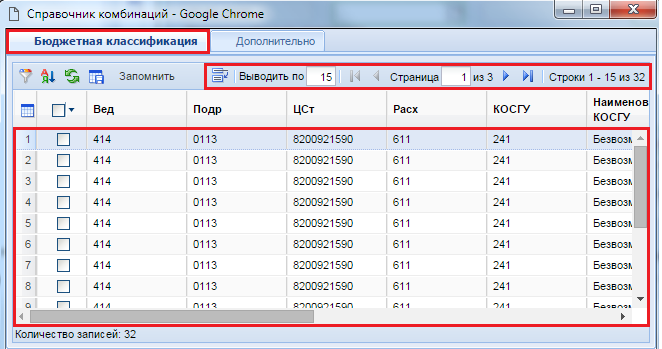 Справочник комбинаций - Google Chrome
Бюджетная классификация Дополнительно
Запомнить Выводить по 15 Страница 1 из 3 Строки 1 - 15 из 32
Вед Подр ЦСт Расх КОСГУ Наименов
КОСГУ
1 414 0113 8200921590 611 241 Безвозм
2 414 0113 8200921590 611 241 Безвозм
3 414 0113 8200921590 611 241 Безвозм
4 414 0113 8200921590 611 241 Безвозм
5 414 0113 8200921590 611 241 Безвозм
6 414 0113 8200921590 611 241 Безвозм
7 414 0113 8200921590 611 241 Безвозм
8 414 0113 8200921590 611 241 Безвозм
9 414 0113 8200921590 611 241 Безвозм
Количество записей: 32